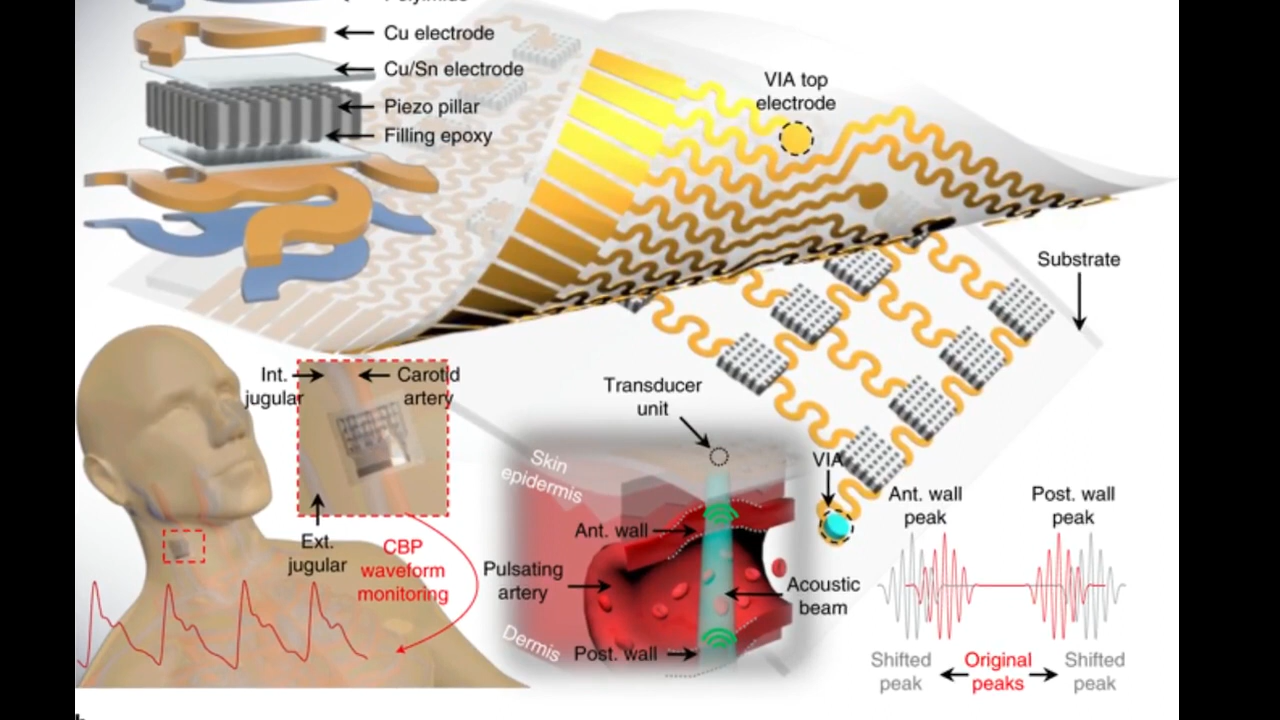 Cu electrode
Cu/Sn electrode
Piezo pillar
Filling epoxy
VIA top
electrode
Substrate
Int.
jugular
Carotid
artery
Ext.
jugular
CBP
waveform
monitoring
Transducer
unit
Skin
epidermis
Ant. wall
Pulsating
artery
Acoustic
beam
Dermis
Post. wall
VIA
Ant. wall
peak
Post. wall
peak
Shifted
peak
Original
peaks
Shifted
peak